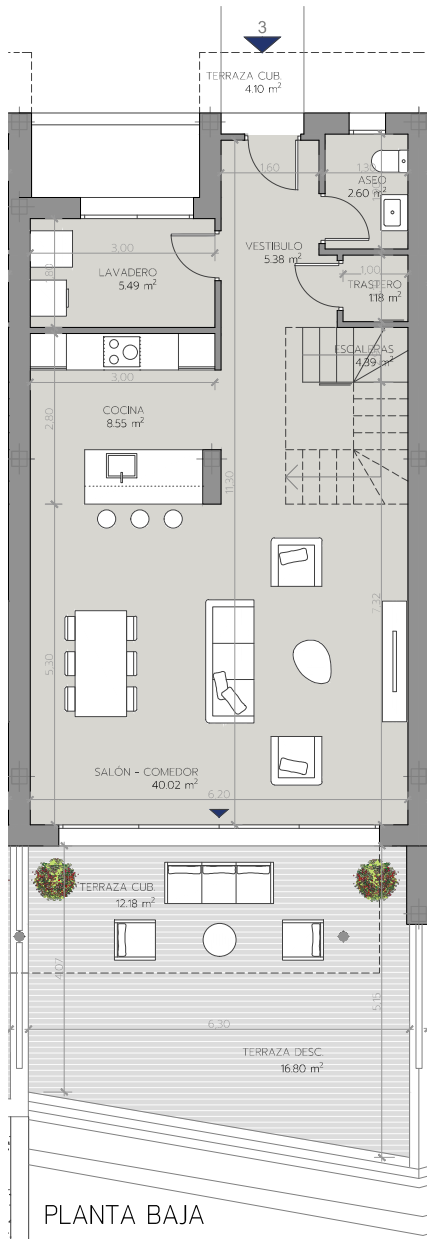 3
TERRAZA CUB.
4.10 m²
1.60
1.30
ASEO
2.60 m²
VESTIBULO
5.38 m²
3.00
1.80
LAVADERO
5.49 m²
1.00
TRASTERO
1.18 m²
ESCALERAS
4.39 m²
3.00
COCINA
8.55 m²
2.80
11.30
7.32
5.30
SALÓN - COMEDOR
40.02 m²
6.20
TERRAZA CUB.
12.18 m²
4.07
5.15
6.30
TERRAZA DESC.
16.80 m²
PLANTA BAJA